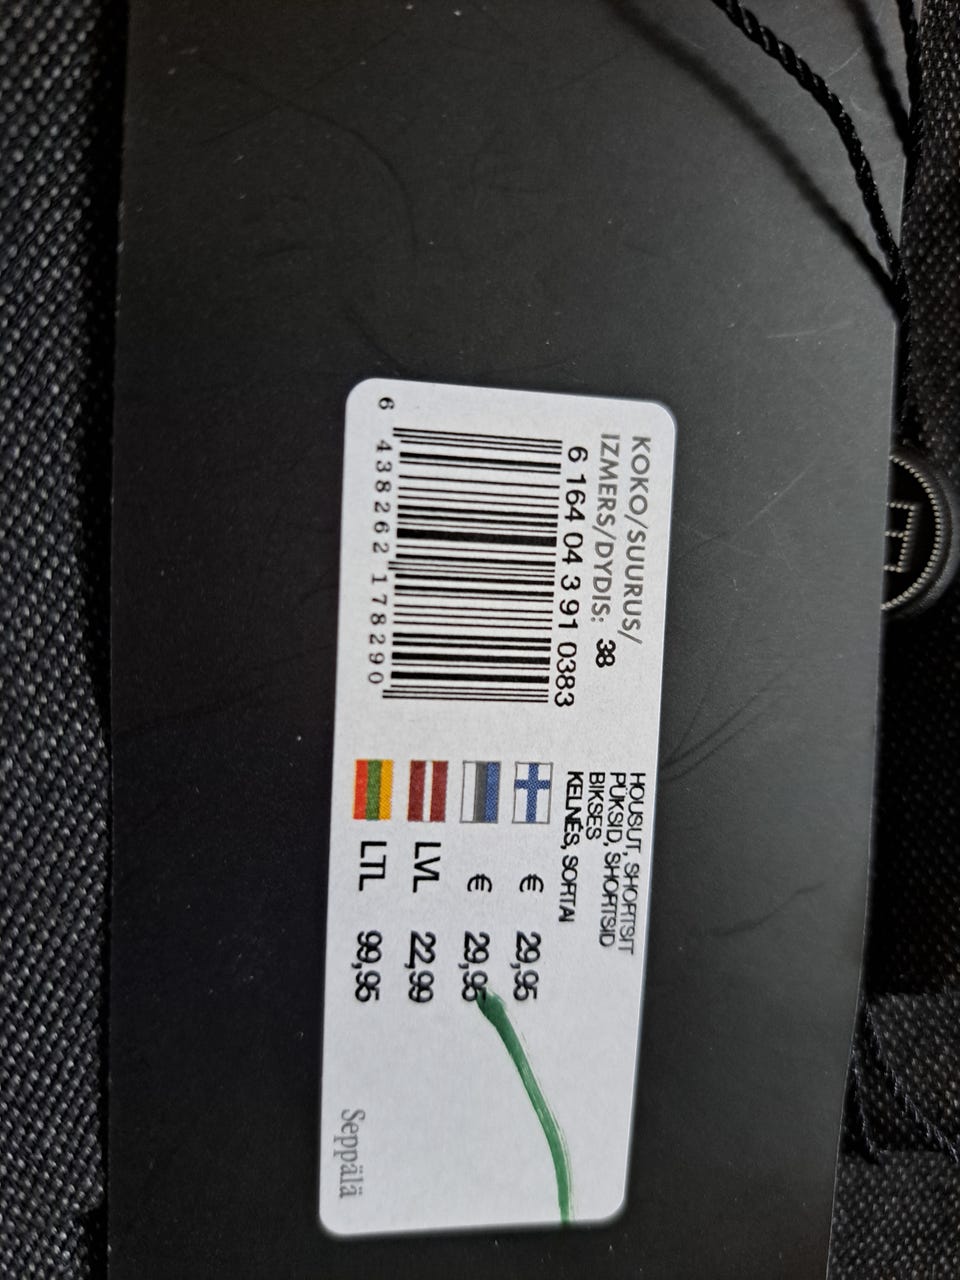 KOKO/SUURUS/
IZMERS/DYDIS: 38
6 164 04 3 91 0383
6 438262 178290
HOUSUT, SHORTSIT
PÜKSID, SHORTSID
BIKSES
KELNĖS, SORTAI
€ 29,95
€ 29,95
LVL 22,99
LTL 99,95
Seppälä